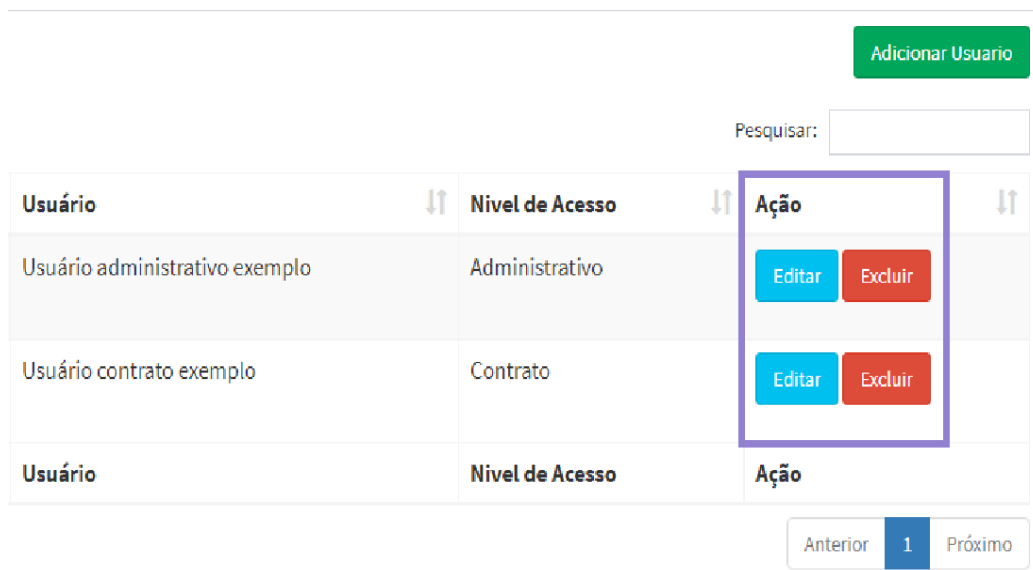 Adicionar Usuario
Pesquisar:
Usuário Nivel de Acesso Ação
Usuário administrativo exemplo Administrativo Editar Excluir
Usuário contrato exemplo Contrato Editar Excluir
Usuário Nivel de Acesso Ação
Anterior 1 Próximo